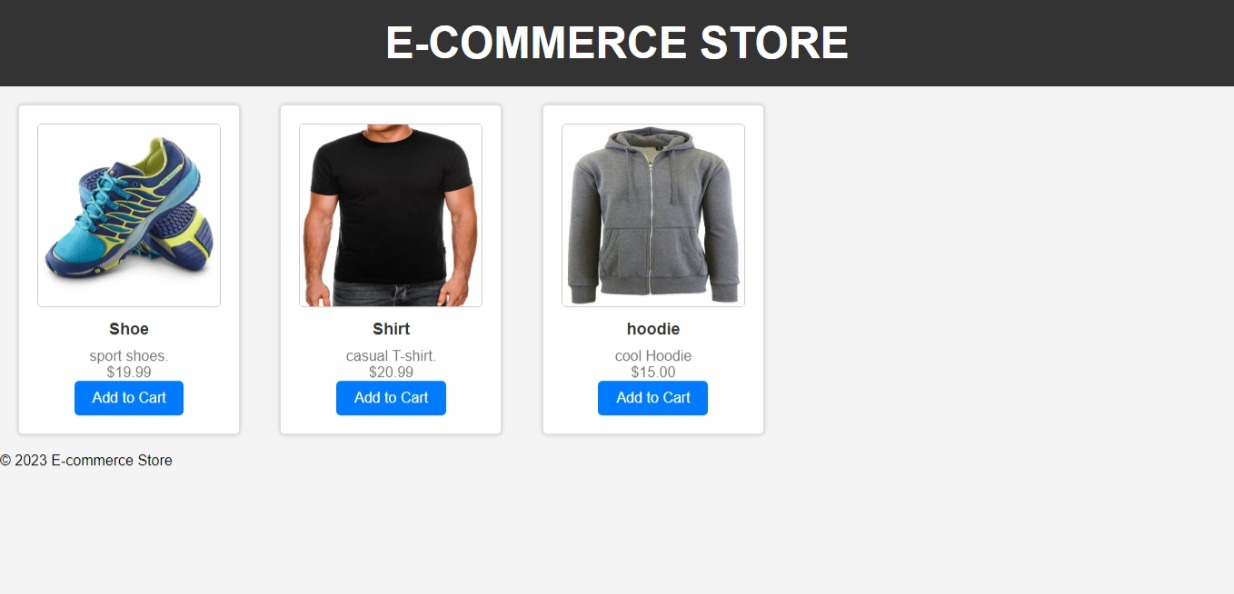 E-COMMERCE STORE
Shoe
sport shoes.
$19.99
Add to Cart
Shirt
casual T-shirt.
$20.99
Add to Cart
hoodie
cool Hoodie
$15.00
Add to Cart
© 2023 E-commerce Store